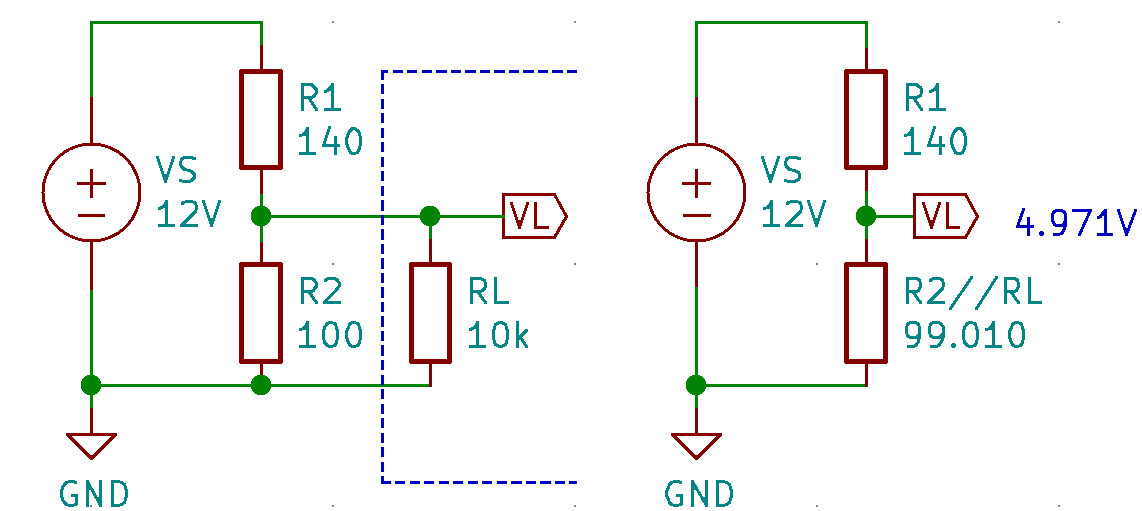 R1
140
VS
12V
VL
R2
100
RL
10k
GND
R1
140
VS
12V
VL
4.971V
R2//RL
99.010
GND